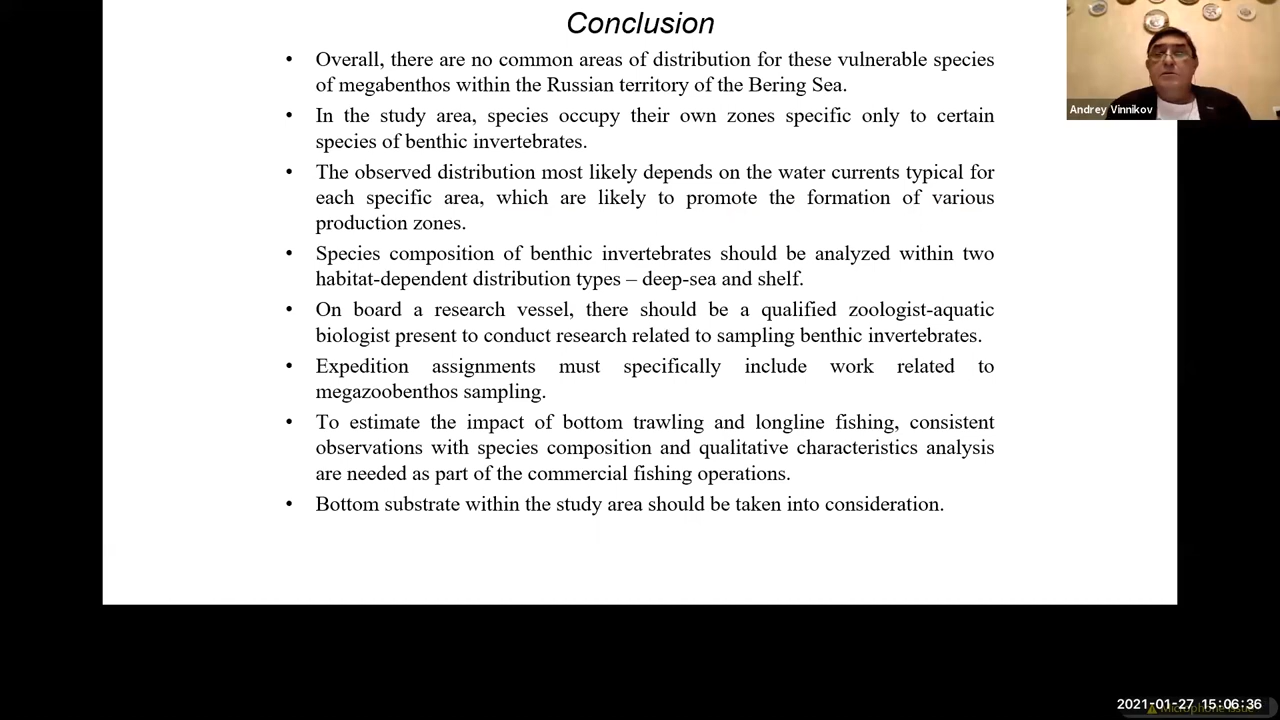 Conclusion
• Overall, there are no common areas of distribution for these vulnerable species
of megabenthos within the Russian territory of the Bering Sea.
• In the study area, species occupy their own zones specific only to certain
species of benthic invertebrates.
• The observed distribution most likely depends on the water currents typical for
each specific area, which are likely to promote the formation of various
production zones.
• Species composition of benthic invertebrates should be analyzed within two
habitat-dependent distribution types – deep-sea and shelf.
• On board a research vessel, there should be a qualified zoologist-aquatic
biologist present to conduct research related to sampling benthic invertebrates.
• Expedition assignments must specifically include work related to
megazoobenthos sampling.
• To estimate the impact of bottom trawling and longline fishing, consistent
observations with species composition and qualitative characteristics analysis
are needed as part of the commercial fishing operations.
• Bottom substrate within the study area should be taken into consideration.
Andrey Vinnikov
2021-01-27 15:06:36